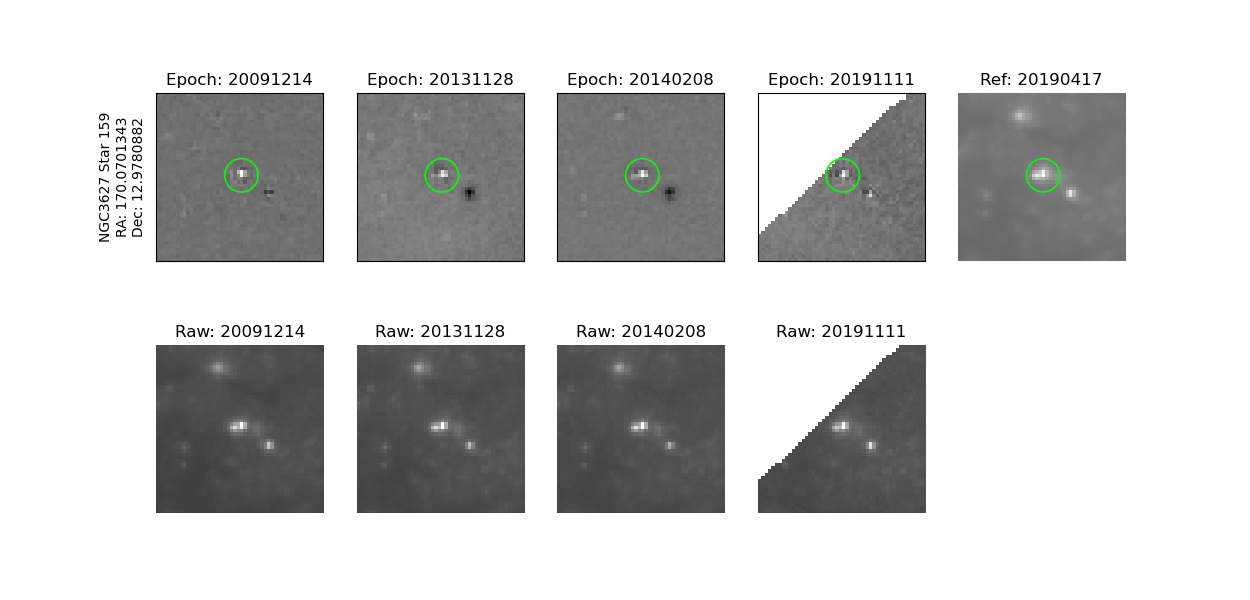 NGC3627 Star 159
RA: 170.0701343
Dec: 12.9780882
Epoch: 20091214
Epoch: 20131128
Epoch: 20140208
Epoch: 20191111
Ref: 20190417
Raw: 20091214
Raw: 20131128
Raw: 20140208
Raw: 20191111